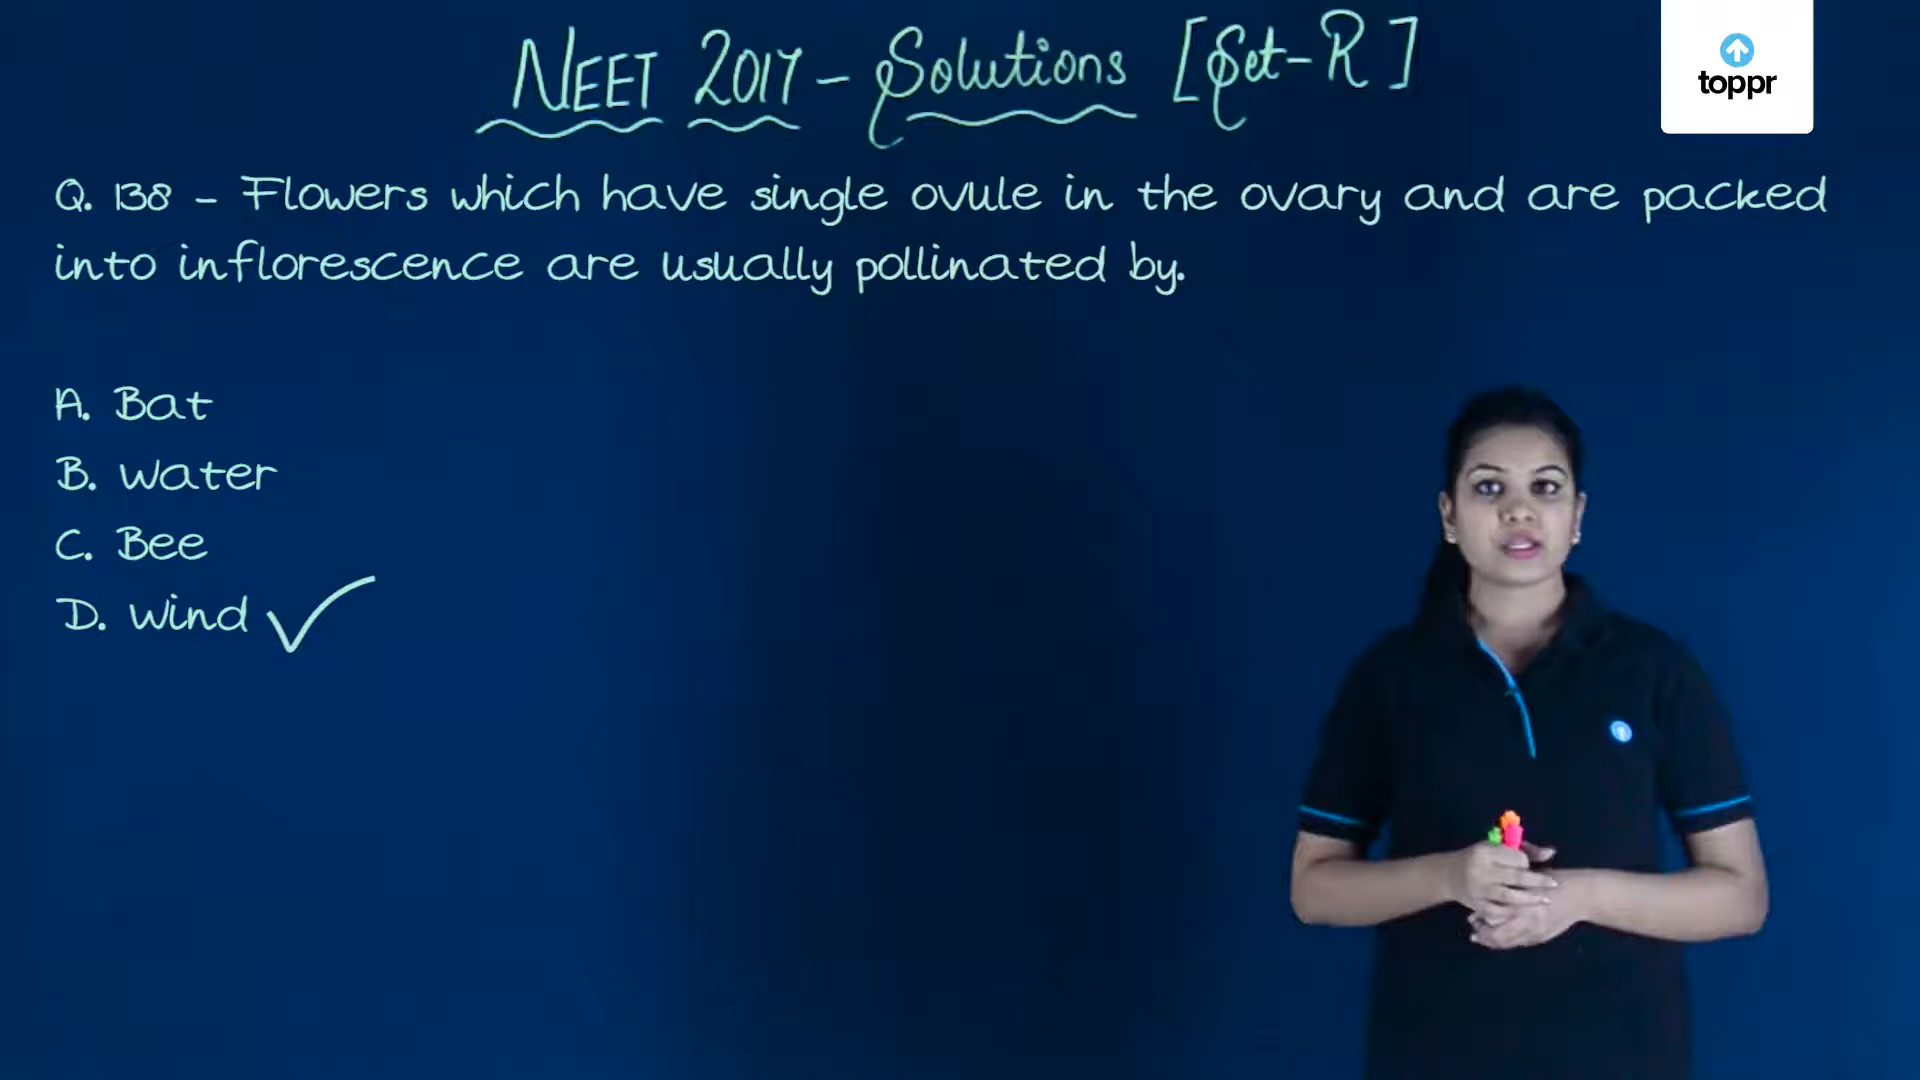 NEET 2017 - Solutions [Set-R]
toppr
Q. 138 - Flowers which have single ovule in the ovary and are packed
into inflorescence are usually pollinated by.
A. Bat
B. Water
C. Bee
D. Wind ✓